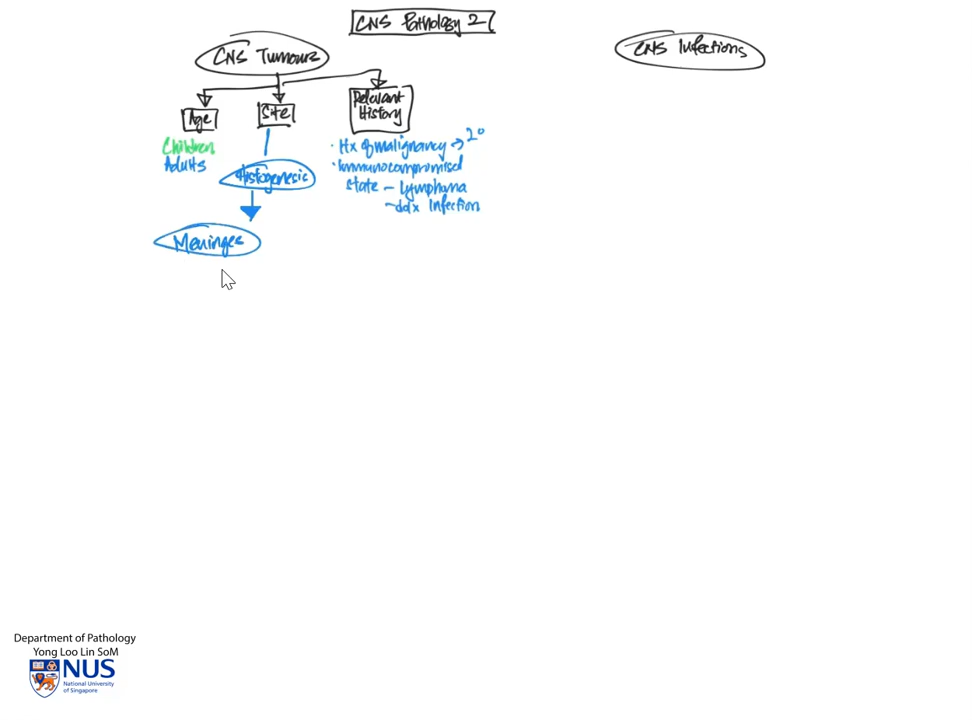 CNS Pathology 2
CNS Tumours
CNS Infections
Age
Site
Relevant
History
Children
Adults
Histogenesic
Meninges
· Hx of malignancy → 2°
· Immunocompromised
state - Lymphoma
- ddx Infection
Department of Pathology
Yong Loo Lin SoM
NUS
National University
of Singapore